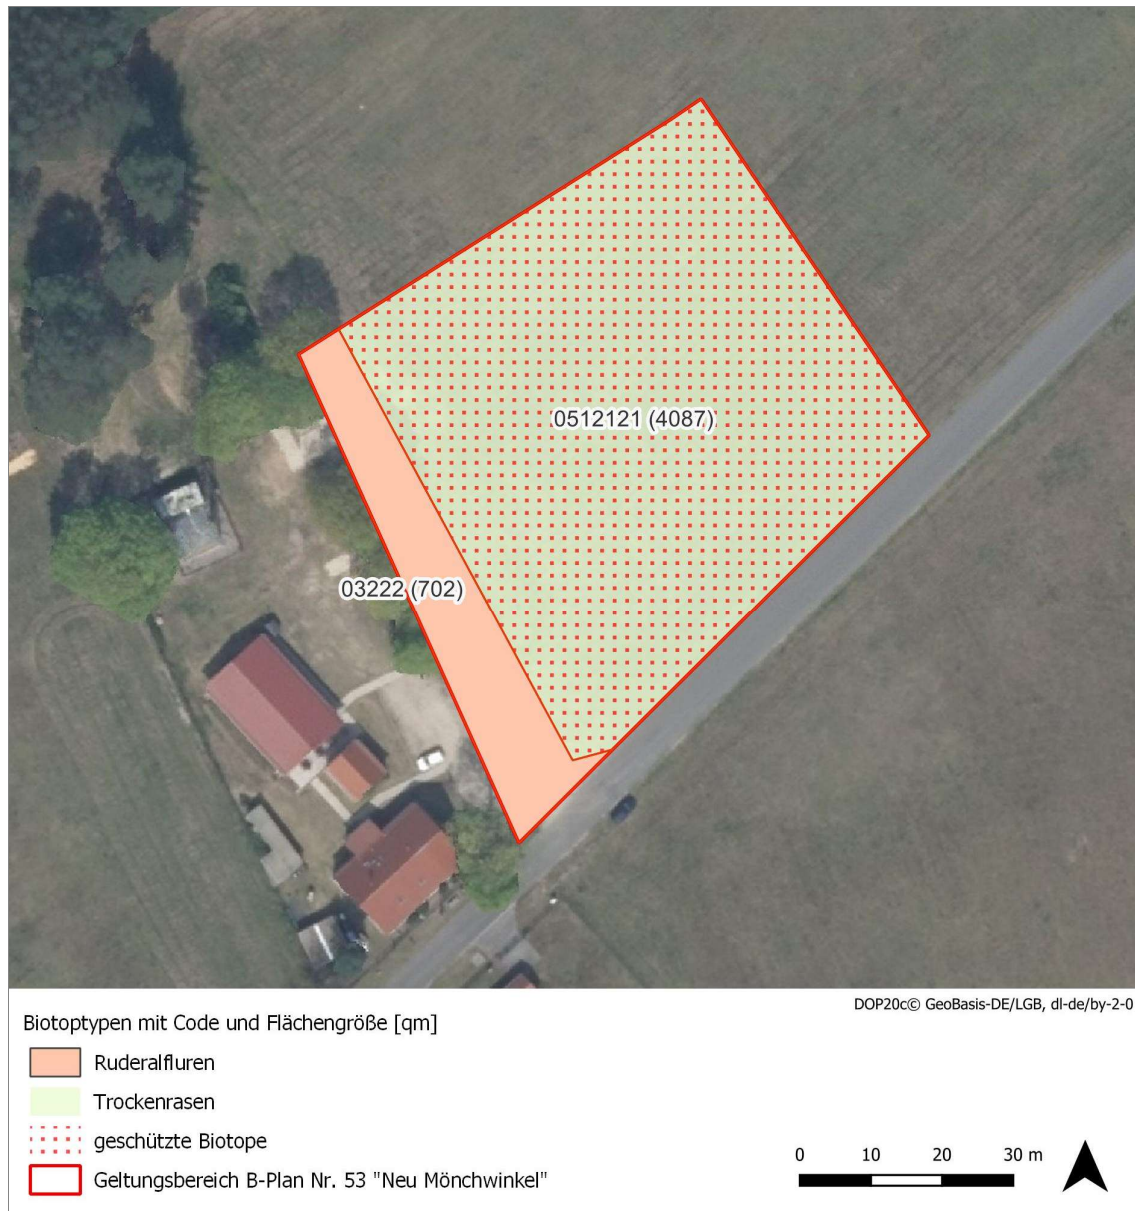 0512121 (4087)
03222 (702)
DOP20c© GeoBasis-DE/LGB, dl-de/by-2-0
Biotoptypen mit Code und Flächengröße [qm]
Ruderalfluren
Trockenrasen
geschützte Biotope
Geltungsbereich B-Plan Nr. 53 "Neu Mönchwinkel"
0 10 20 30 m